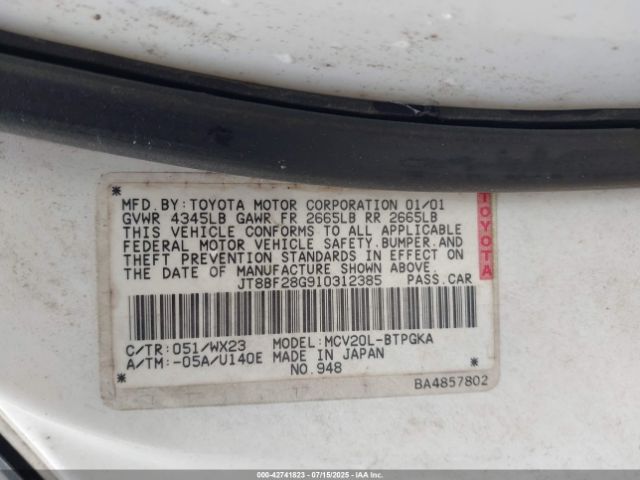 MFD. BY: TOYOTA MOTOR CORPORATION 01/01
GVWR 4345LB GAWR FR 2665LB RR 2665LB
THIS VEHICLE CONFORMS TO ALL APPLICABLE
FEDERAL MOTOR VEHICLE SAFETY, BUMPER, AND
THEFT PREVENTION STANDARDS IN EFFECT ON
THE DATE OF MANUFACTURE SHOWN ABOVE.
JT8BF28G910312385 PASS. CAR
C/TR: 051/WX23 MODEL: MCV20L-BTPGKA
A/TM: -05A/U140E MADE IN JAPAN
NO. 948
BA4857802
TOYOTA
000-42741823 - 07/15/2025 - IAAI Branch